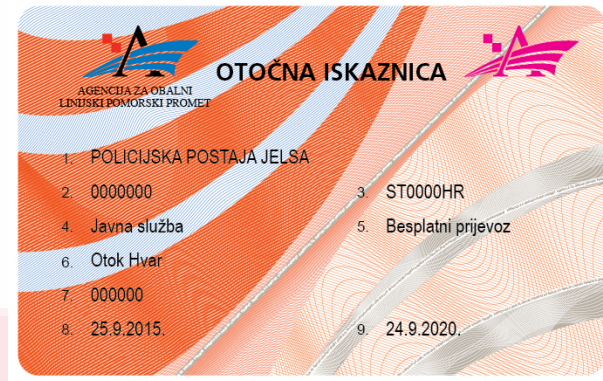 OTOČNA ISKAZNICA
AGENCIJA ZA OBALNI
LINIJSKI POMORSKI PROMET
1. POLICIJSKA POSTAJA JELSA
2. 0000000 3. ST0000HR
4. Javna služba 5. Besplatni prijevoz
6. Otok Hvar
7. 000000
8. 25.9.2015. 9. 24.9.2020.